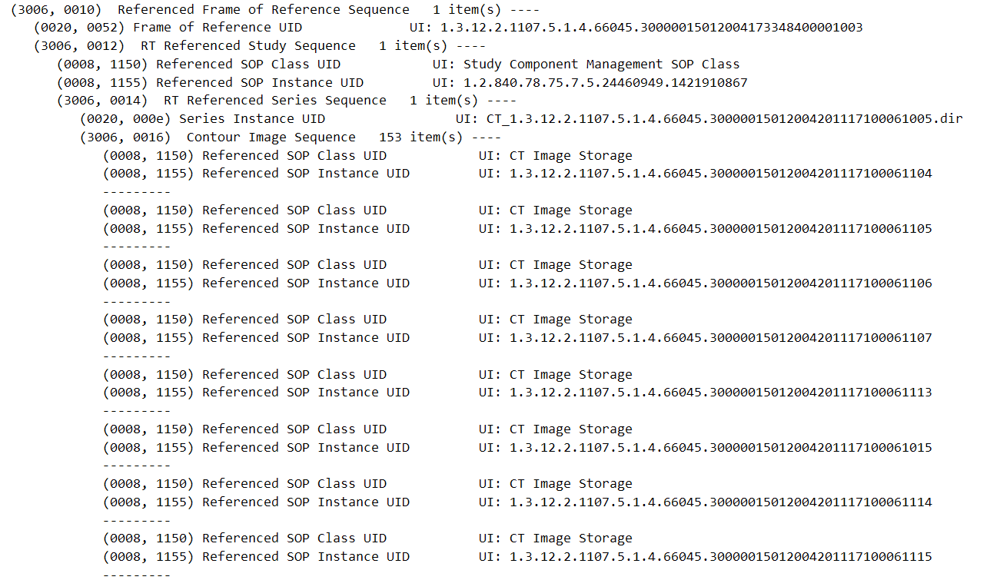 (3006, 0010)  Referenced Frame of Reference Sequence   1 item(s) ----
   (0020, 0052) Frame of Reference UID              UI: 1.3.12.2.1107.5.1.4.66045.30000015012004173348400001003
   (3006, 0012)  RT Referenced Study Sequence   1 item(s) ----
      (0008, 1150) Referenced SOP Class UID            UI: Study Component Management SOP Class
      (0008, 1155) Referenced SOP Instance UID         UI: 1.2.840.78.75.7.5.24460949.1421910867
      (3006, 0014)  RT Referenced Series Sequence   1 item(s) ----
         (0020, 000e) Series Instance UID                 UI: CT_1.3.12.2.1107.5.1.4.66045.30000015012004201117100061005.dir
         (3006, 0016)  Contour Image Sequence   153 item(s) ----
            (0008, 1150) Referenced SOP Class UID            UI: CT Image Storage
            (0008, 1155) Referenced SOP Instance UID         UI: 1.3.12.2.1107.5.1.4.66045.30000015012004201117100061104
            ---------
            (0008, 1150) Referenced SOP Class UID            UI: CT Image Storage
            (0008, 1155) Referenced SOP Instance UID         UI: 1.3.12.2.1107.5.1.4.66045.30000015012004201117100061105
            ---------
            (0008, 1150) Referenced SOP Class UID            UI: CT Image Storage
            (0008, 1155) Referenced SOP Instance UID         UI: 1.3.12.2.1107.5.1.4.66045.30000015012004201117100061106
            ---------
            (0008, 1150) Referenced SOP Class UID            UI: CT Image Storage
            (0008, 1155) Referenced SOP Instance UID         UI: 1.3.12.2.1107.5.1.4.66045.30000015012004201117100061107
            ---------
            (0008, 1150) Referenced SOP Class UID            UI: CT Image Storage
            (0008, 1155) Referenced SOP Instance UID         UI: 1.3.12.2.1107.5.1.4.66045.30000015012004201117100061113
            ---------
            (0008, 1150) Referenced SOP Class UID            UI: CT Image Storage
            (0008, 1155) Referenced SOP Instance UID         UI: 1.3.12.2.1107.5.1.4.66045.30000015012004201117100061015
            ---------
            (0008, 1150) Referenced SOP Class UID            UI: CT Image Storage
            (0008, 1155) Referenced SOP Instance UID         UI: 1.3.12.2.1107.5.1.4.66045.30000015012004201117100061114
            ---------
            (0008, 1150) Referenced SOP Class UID            UI: CT Image Storage
            (0008, 1155) Referenced SOP Instance UID         UI: 1.3.12.2.1107.5.1.4.66045.30000015012004201117100061115
            ---------